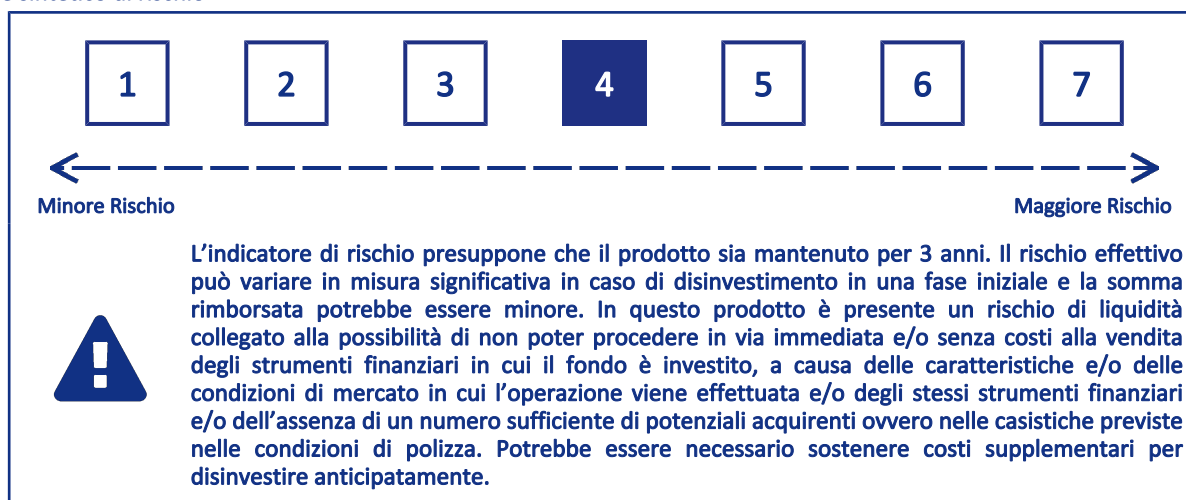 1 2 3 4 5 6 7
Minore Rischio Maggiore Rischio
L’indicatore di rischio presuppone che il prodotto sia mantenuto per 3 anni. Il rischio effettivo
può variare in misura significativa in caso di disinvestimento in una fase iniziale e la somma
rimborsata potrebbe essere minore. In questo prodotto è presente un rischio di liquidità
collegato alla possibilità di non poter procedere in via immediata e/o senza costi alla vendita
degli strumenti finanziari in cui il fondo è investito, a causa delle caratteristiche e/o delle
condizioni di mercato in cui l’operazione viene effettuata e/o degli stessi strumenti finanziari
e/o dell’assenza di un numero sufficiente di potenziali acquirenti ovvero nelle casistiche previste
nelle condizioni di polizza. Potrebbe essere necessario sostenere costi supplementari per
disinvestire anticipatamente.